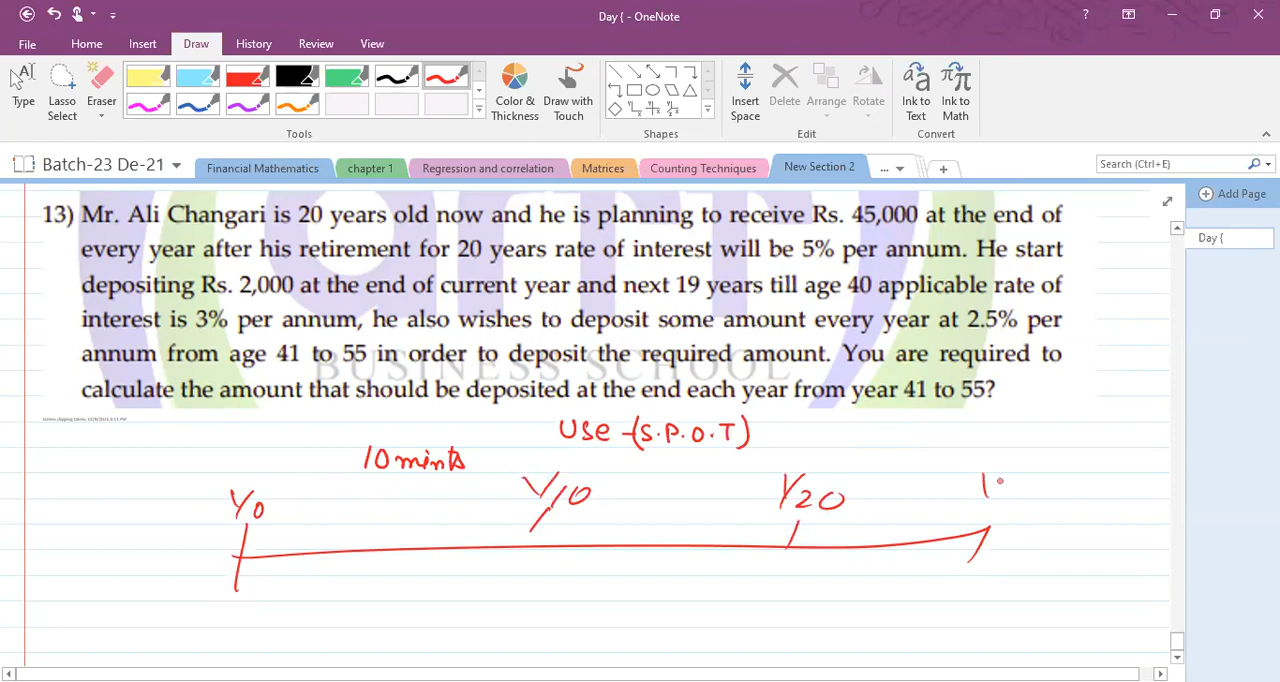 Day { - OneNote
File Home Insert Draw History Review View
Type Lasso Select Eraser Color & Thickness Draw with Touch Insert Space Delete Arrange Rotate Ink to Text Ink to Math
Tools Shapes Edit Convert
Batch-23 De-21 Financial Mathematics chapter 1 Regression and correlation Matrices Counting Techniques New Section 2 ... Search (Ctrl+E)
Add Page
Day {
13) Mr. Ali Changari is 20 years old now and he is planning to receive Rs. 45,000 at the end of
every year after his retirement for 20 years rate of interest will be 5% per annum. He start
depositing Rs. 2,000 at the end of current year and next 19 years till age 40 applicable rate of
interest is 3% per annum, he also wishes to deposit some amount every year at 2.5% per
annum from age 41 to 55 in order to deposit the required amount. You are required to
BUSINESS SCHOOL
calculate the amount that should be deposited at the end each year from year 41 to 55?
USE -(S.P.O.T)
10 mints
Y/0 Y/10 Y/20